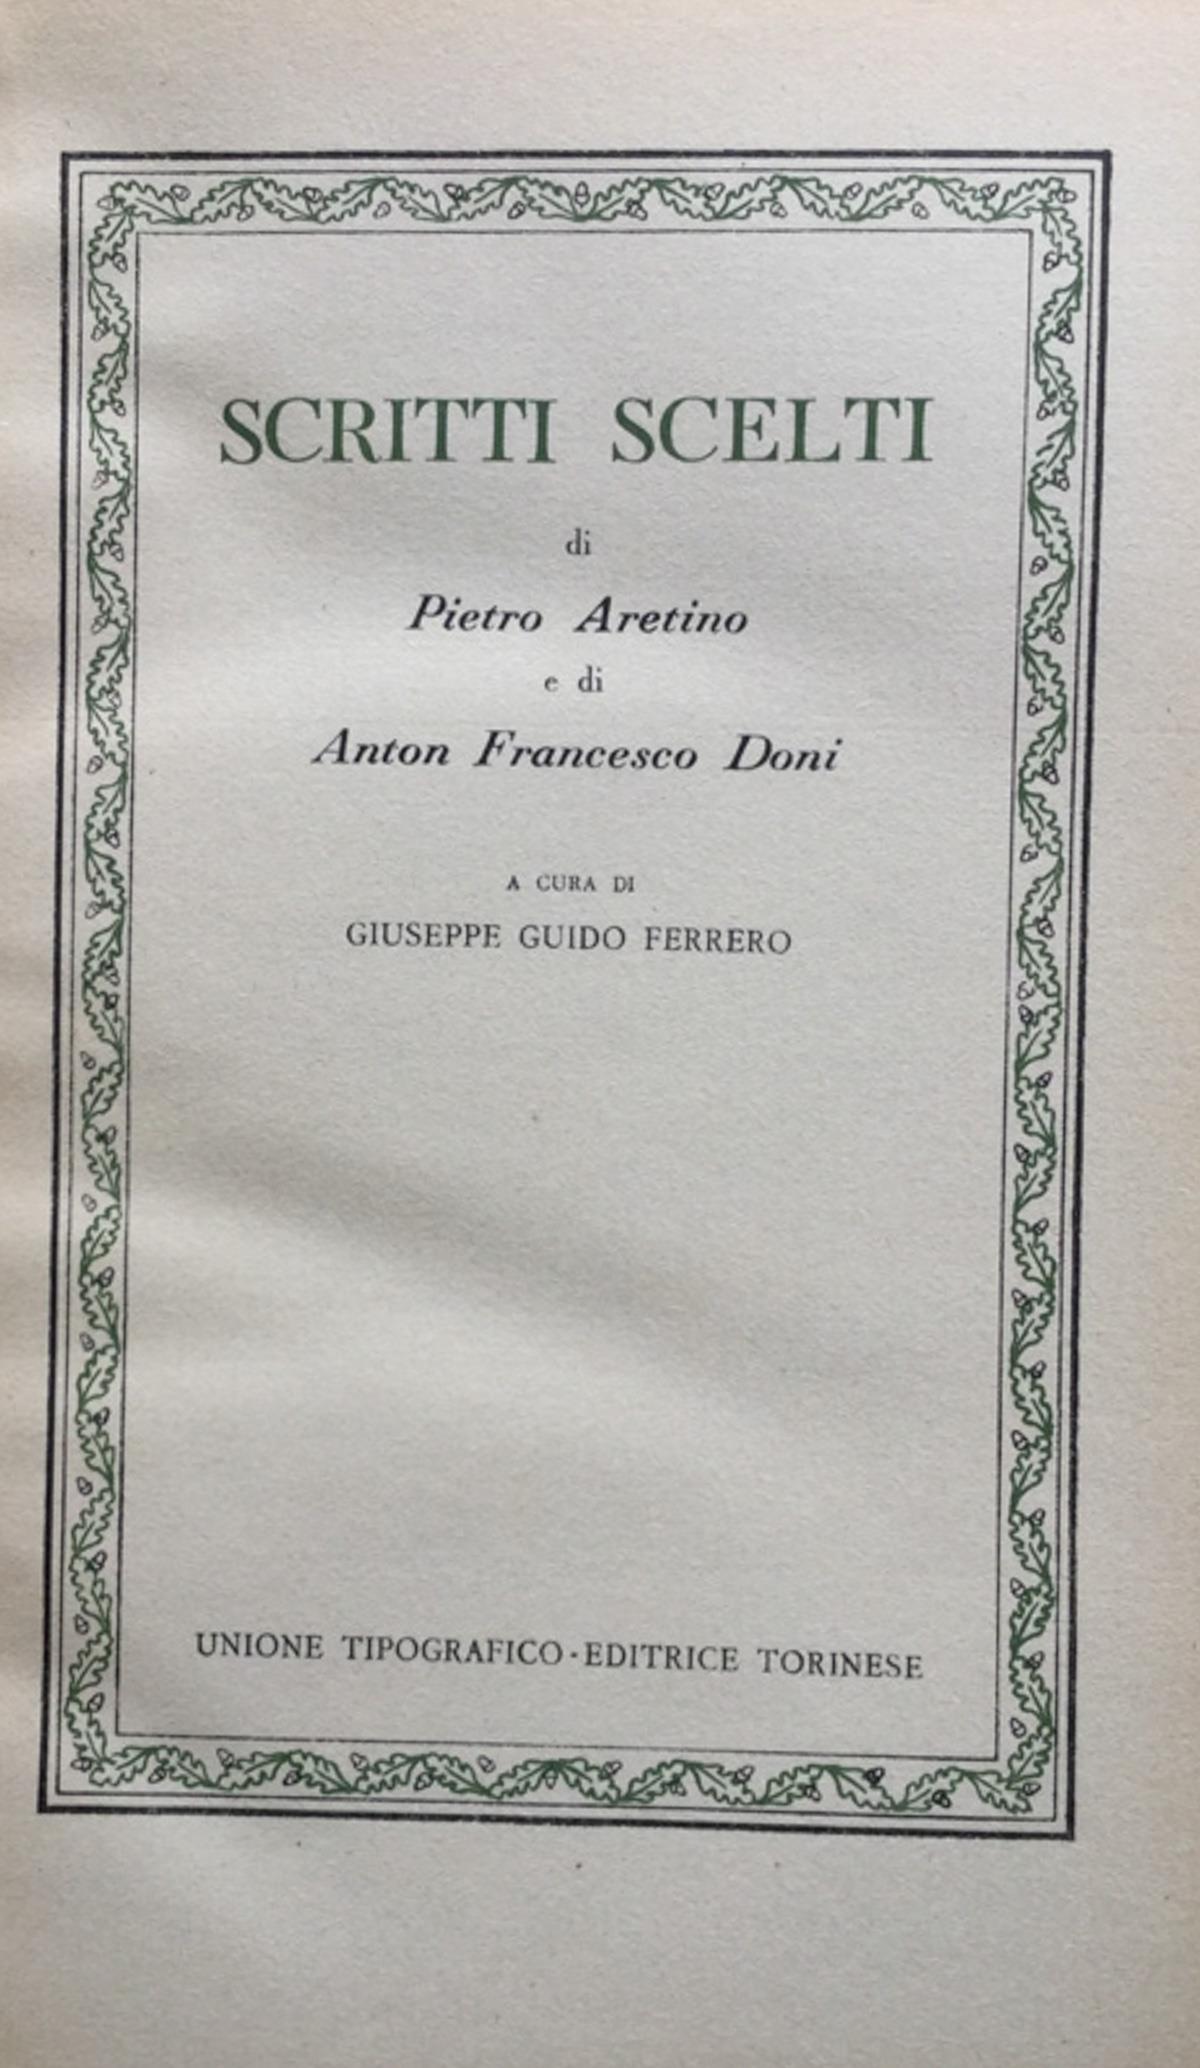 SCRITTI SCELTI
di
Pietro Aretino
e di
Anton Francesco Doni
A CURA DI
GIUSEPPE GUIDO FERRERO
UNIONE TIPOGRAFICO-EDITRICE TORINESE